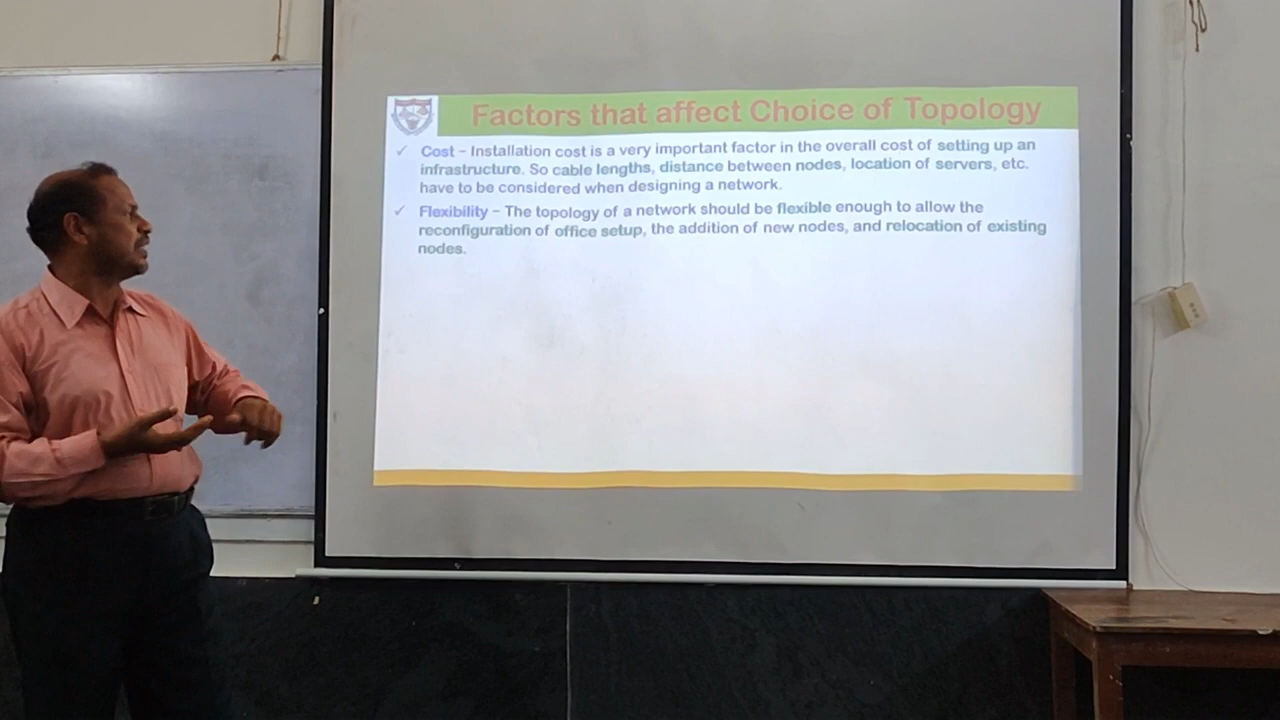 Factors that affect Choice of Topology
✓ Cost – Installation cost is a very important factor in the overall cost of setting up an
infrastructure. So cable lengths, distance between nodes, location of servers, etc.
have to be considered when designing a network.
✓ Flexibility – The topology of a network should be flexible enough to allow the
reconfiguration of office setup, the addition of new nodes, and relocation of existing
nodes.